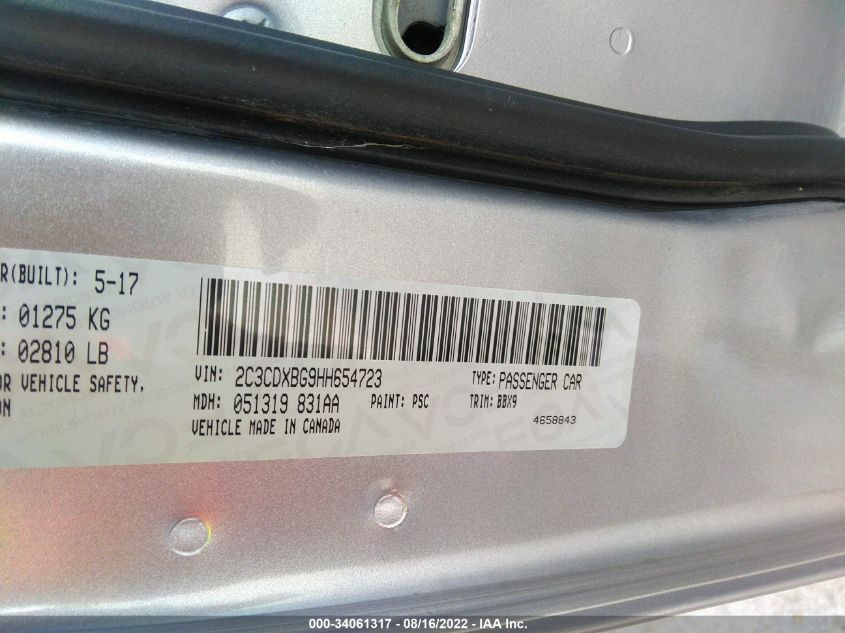 R(BUILT): 5-17
: 01275 KG
: 02810 LB
OR VEHICLE SAFETY,
ON
VIN: 2C3CDXBG9HH654723 TYPE: PASSENGER CAR
MDH: 051319 831AA PAINT: PSC TRIM: BBX9
VEHICLE MADE IN CANADA 4658843
000-34061317 - 08/16/2022 - IAA Inc.